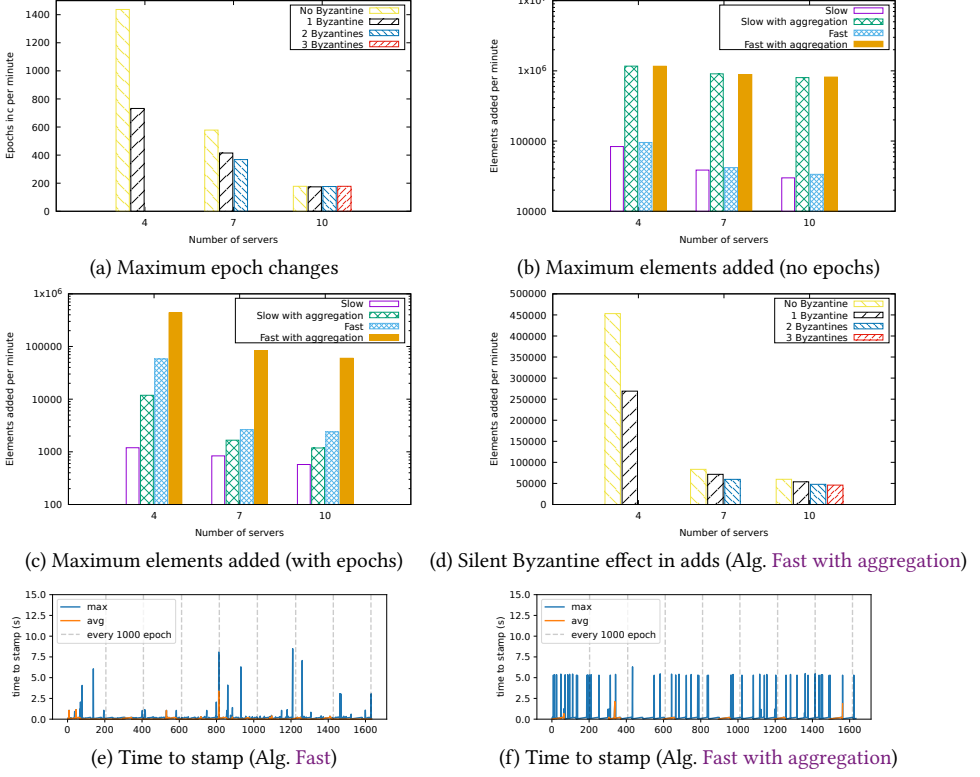 1400
1200
1000
800
600
400
200
0
Epochs inc per minute
No Byzantine
1 Byzantine
2 Byzantines
3 Byzantines
4 7 10
Number of servers
(a) Maximum epoch changes
1x10⁶
100000
10000
Elements added per minute
Slow
Slow with aggregation
Fast
Fast with aggregation
4 7 10
Number of servers
(b) Maximum elements added (no epochs)
1x10⁶
100000
10000
1000
100
Elements added per minute
Slow
Slow with aggregation
Fast
Fast with aggregation
4 7 10
Number of servers
(c) Maximum elements added (with epochs)
500000
450000
400000
350000
300000
250000
200000
150000
100000
50000
0
Elements added per minute
No Byzantine
1 Byzantine
2 Byzantines
3 Byzantines
4 7 10
Number of servers
(d) Silent Byzantine effect in adds (Alg. Fast with aggregation)
15.0
12.5
10.0
7.5
5.0
2.5
0.0
time to stamp (s)
max
avg
every 1000 epoch
0 200 400 600 800 1000 1200 1400 1600
(e) Time to stamp (Alg. Fast)
15.0
12.5
10.0
7.5
5.0
2.5
0.0
time to stamp (s)
max
avg
every 1000 epoch
0 200 400 600 800 1000 1200 1400 1600
(f) Time to stamp (Alg. Fast with aggregation)